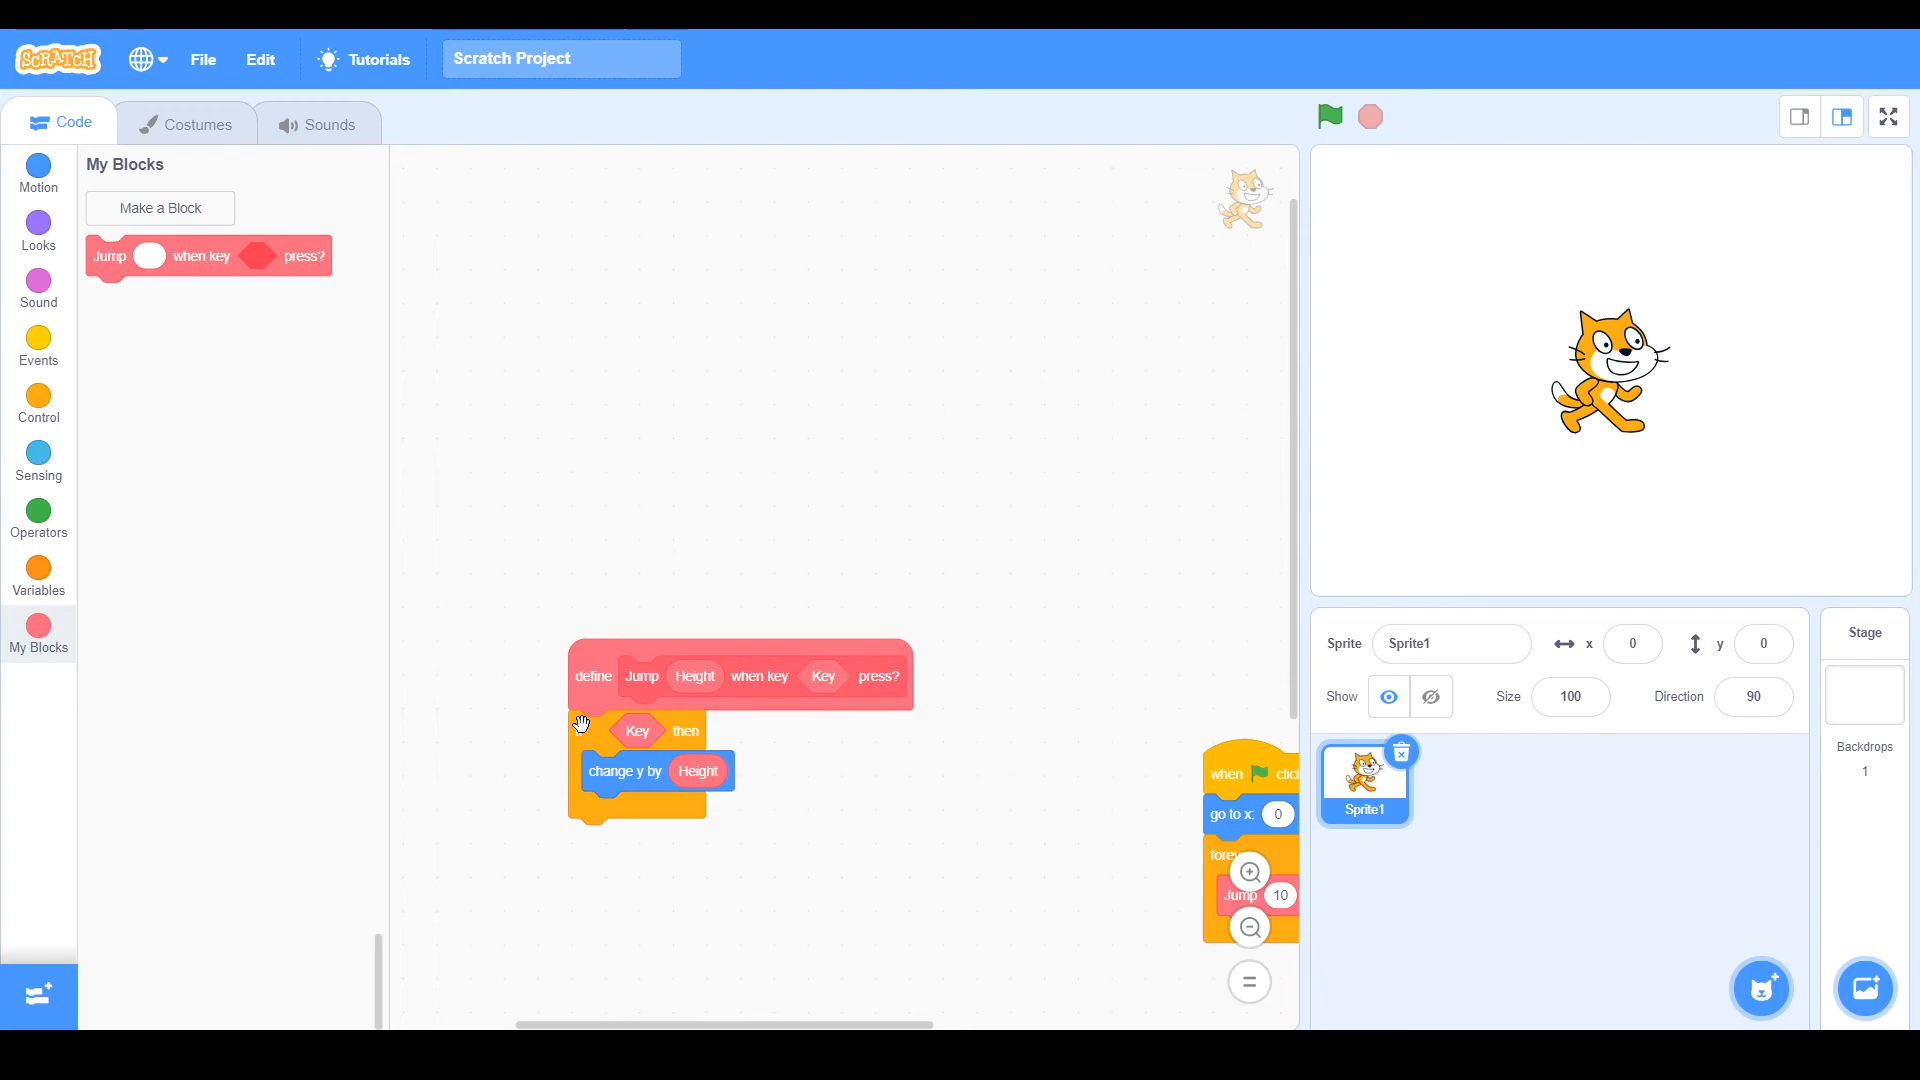 SCRATCH File Edit Tutorials Scratch Project
Code Costumes Sounds
Motion
Looks
Sound
Events
Control
Sensing
Operators
Variables
My Blocks
My Blocks
Make a Block
Jump when key press?
define Jump Height when key Key press?
Key then
change y by Height
when clic
go to x: 0
Jump 10
Sprite Sprite1 x 0 y 0
Show Size 100 Direction 90
Sprite1
Stage
Backdrops
1